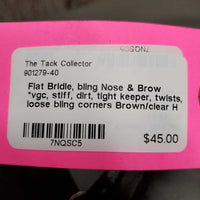 The Tack Collector
901279-40
Flat Bridle, bling Nose & Brow
*vgc, stiff, dirt, tight keeper, twists,
loose bling corners Brown/clear H
7NQSC5
$45.00